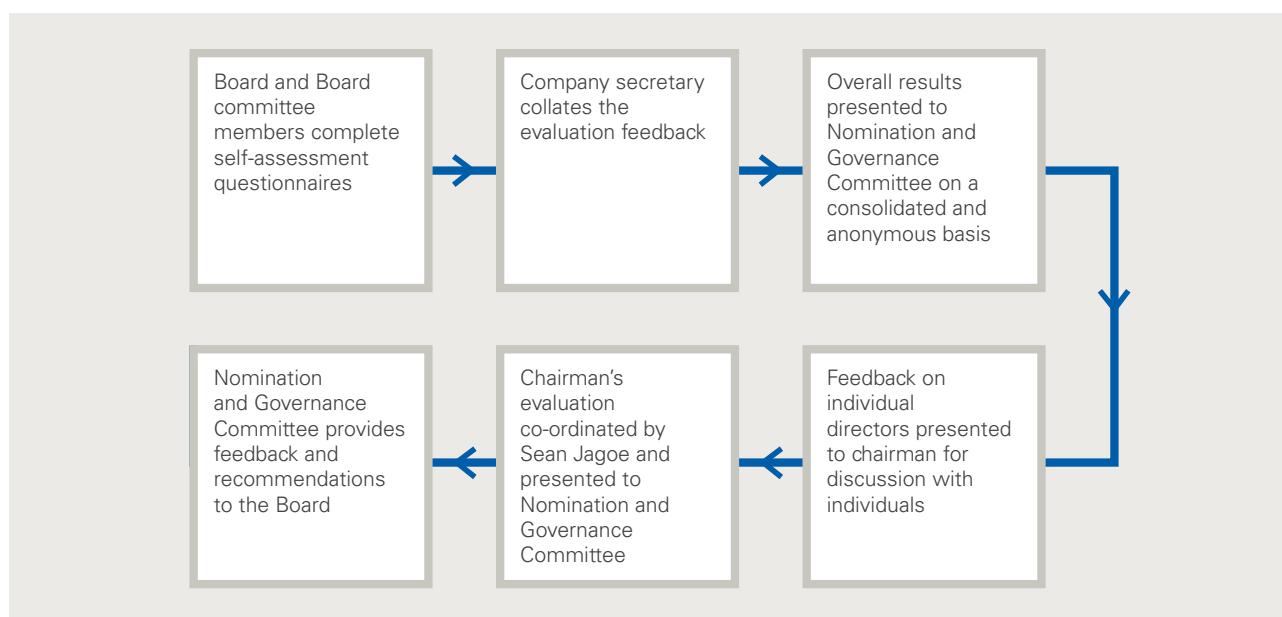 Board and Board
committee
members complete
self-assessment
questionnaires
Company secretary
collates the
evaluation feedback
Overall results
presented to
Nomination and
Governance
Committee on a
consolidated and
anonymous basis
Feedback on
individual
directors presented
to chairman for
discussion with
individuals
Chairman’s
evaluation
co-ordinated by
Sean Jagoe and
presented to
Nomination and
Governance
Committee
Nomination
and Governance
Committee provides
feedback and
recommendations
to the Board